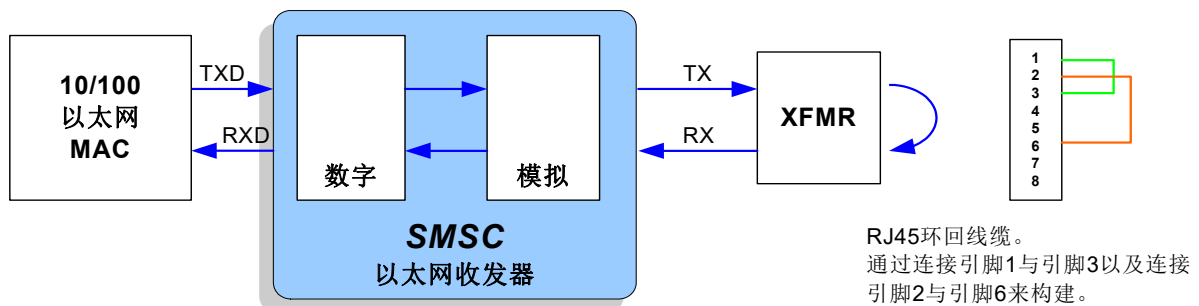 10/100
以太网
MAC
TXD
RXD
数字
模拟
SMSC
以太网收发器
TX
RX
XFMR
1
2
3
4
5
6
7
8
RJ45环回线缆。
通过连接引脚1与引脚3以及连接
引脚2与引脚6来构建。